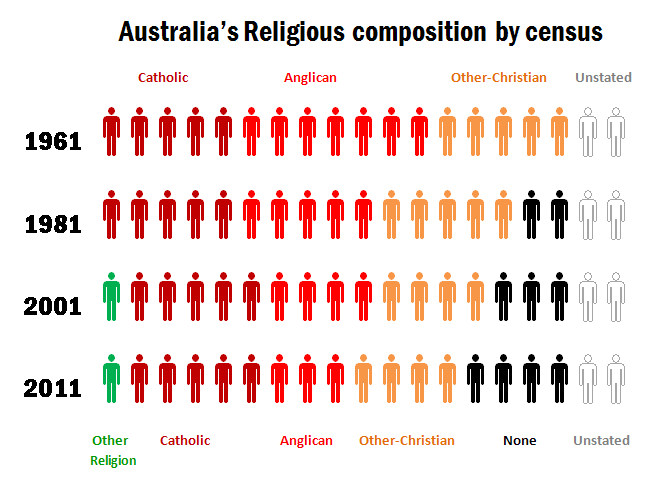 Australia's Religious composition by census
Catholic Anglican Other-Christian Unstated
1961
1981
2001
2011
Other Religion Catholic Anglican Other-Christian None Unstated